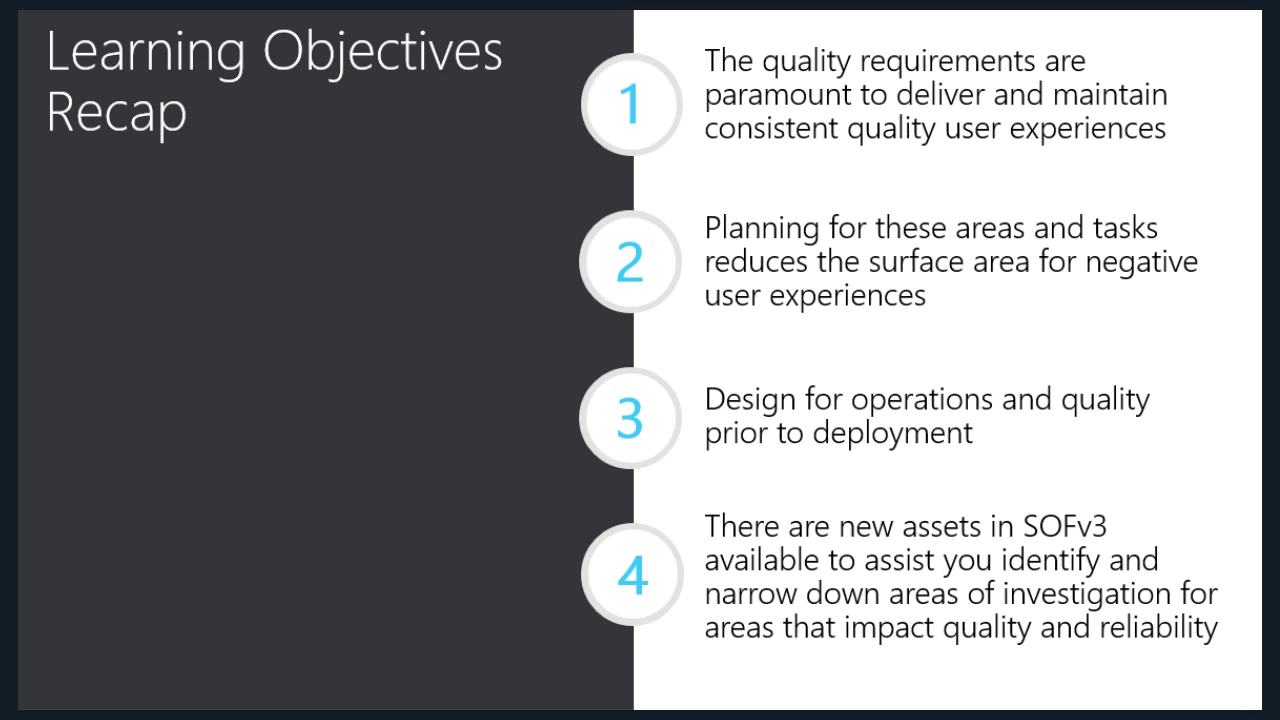 Learning Objectives
Recap
1
The quality requirements are
paramount to deliver and maintain
consistent quality user experiences
2
Planning for these areas and tasks
reduces the surface area for negative
user experiences
3
Design for operations and quality
prior to deployment
4
There are new assets in SOFv3
available to assist you identify and
narrow down areas of investigation for
areas that impact quality and reliability